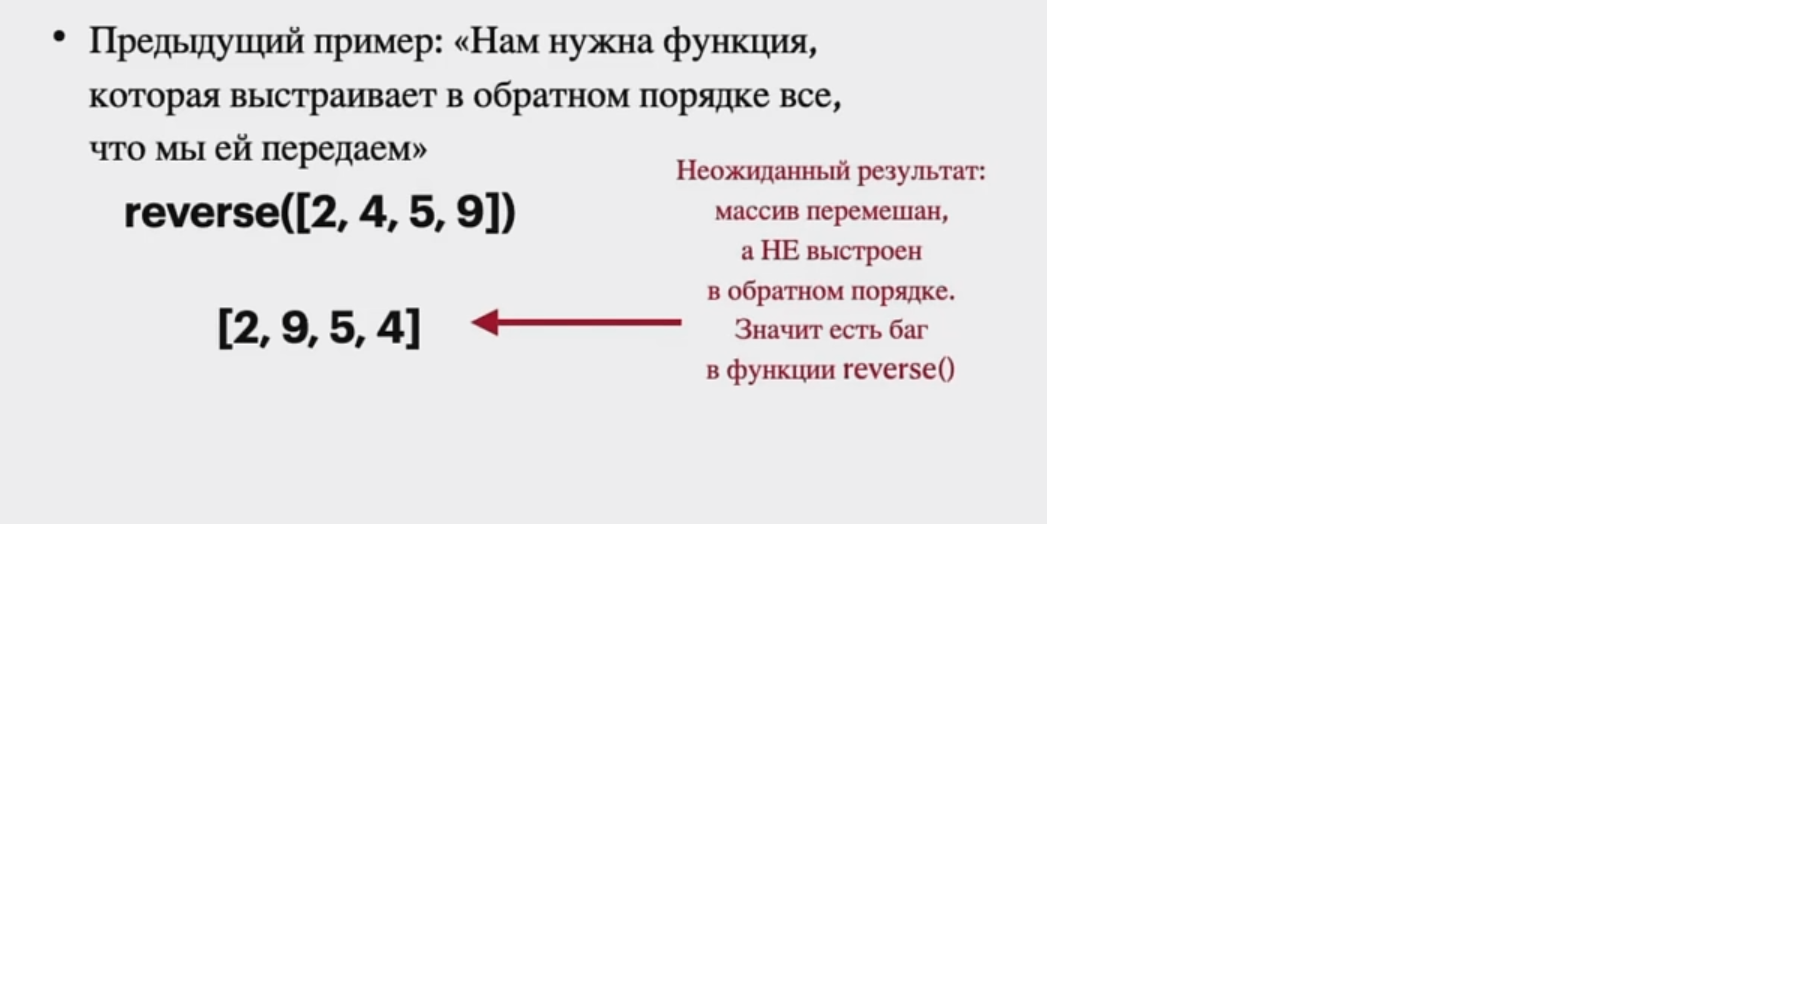 • Предыдущий пример: «Нам нужна функция,
которая выстраивает в обратном порядке все,
что мы ей передаем»
reverse([2, 4, 5, 9])
[2, 9, 5, 4]
Неожиданный результат:
массив перемешан,
а НЕ выстроен
в обратном порядке.
Значит есть баг
в функции reverse()